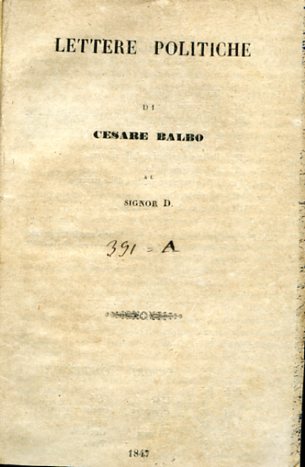 LETTERE POLITICHE
DI
CESARE BALBO
AL
SIGNOR D.
391 = A
1847